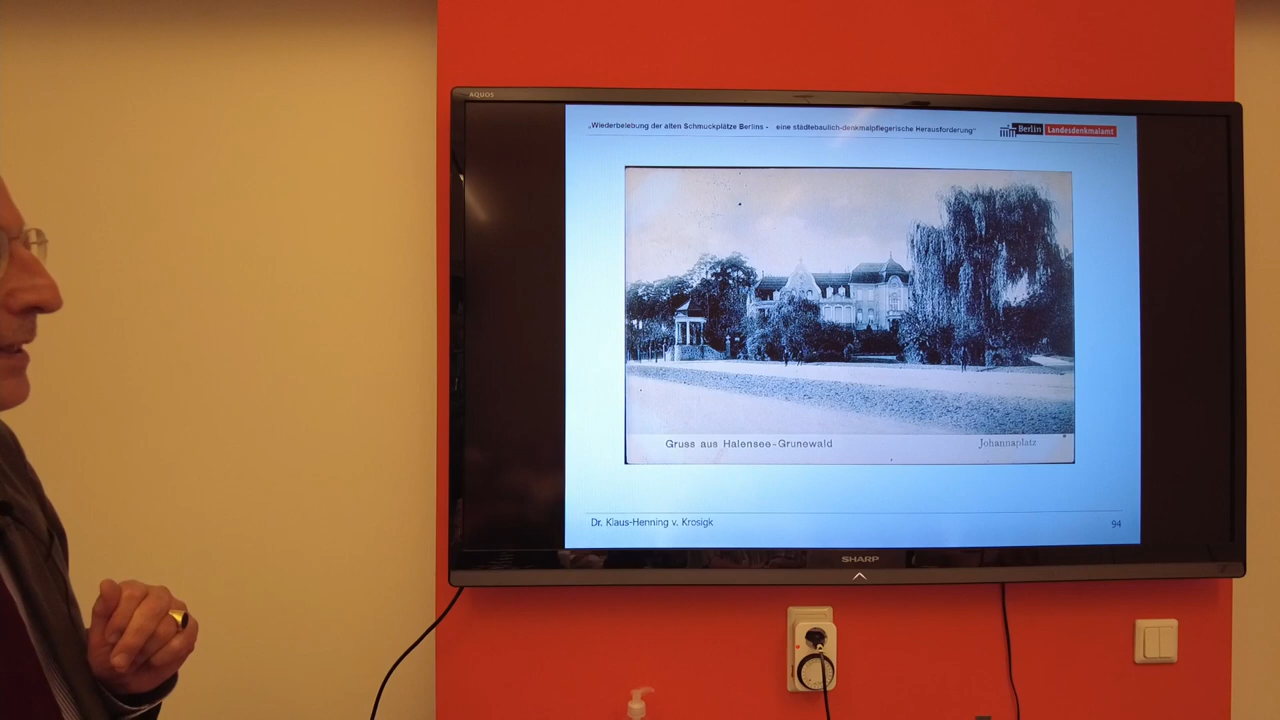 AQUOS
„Wiederbelebung der alten Schmuckplätze Berlins - eine städtebaulich-denkmalpflegerische Herausforderung"
Berlin Landesdenkmalamt
Gruss aus Halensee-Grunewald
Johannaplatz
Dr. Klaus-Henning v. Krosigk
94
SHARP